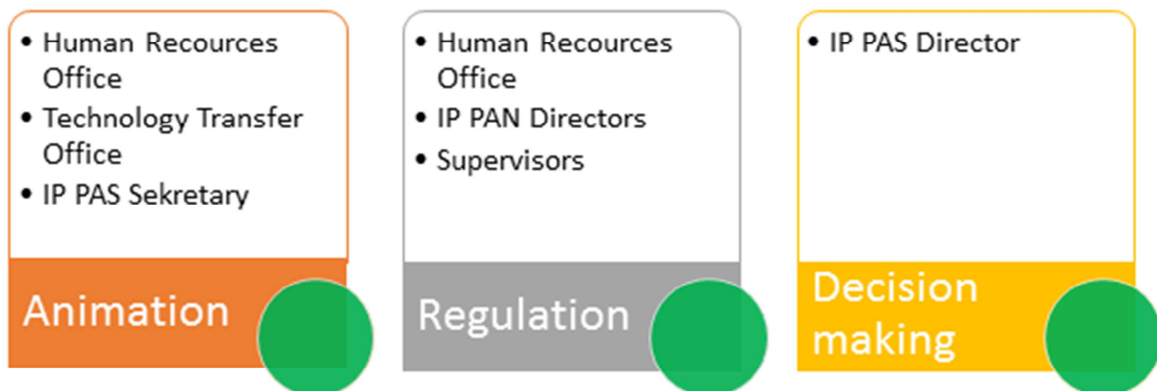 • Human Recources
Office
• Technology Transfer
Office
• IP PAS Sekretary
Animation
• Human Recources
Office
• IP PAN Directors
• Supervisors
Regulation
• IP PAS Director
Decision
making